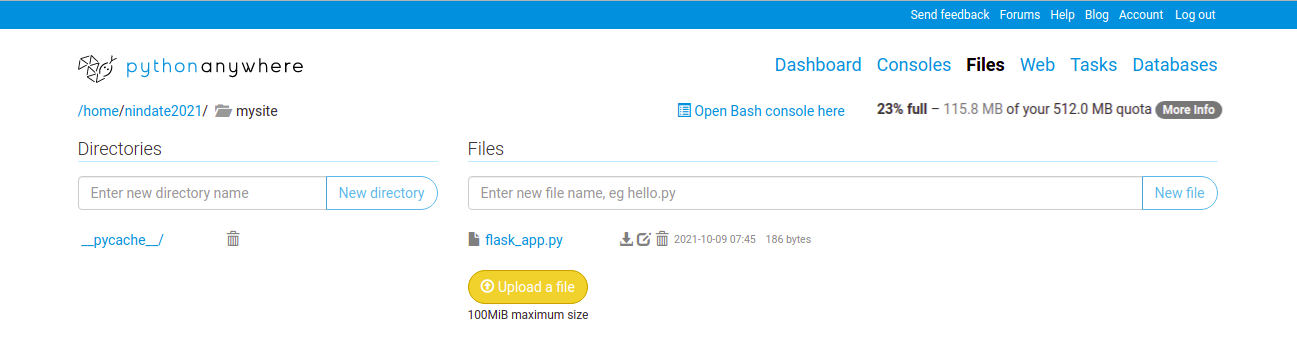 Send feedback Forums Help Blog Account Log out
pythonanywhere
Dashboard Consoles Files Web Tasks Databases
/home/nindate2021/ mysite
Open Bash console here
23% full – 115.8 MB of your 512.0 MB quota More Info
Directories
Enter new directory name New directory
__pycache__/
Files
Enter new file name, eg hello.py New file
flask_app.py 2021-10-09 07:45 186 bytes
Upload a file
100MiB maximum size